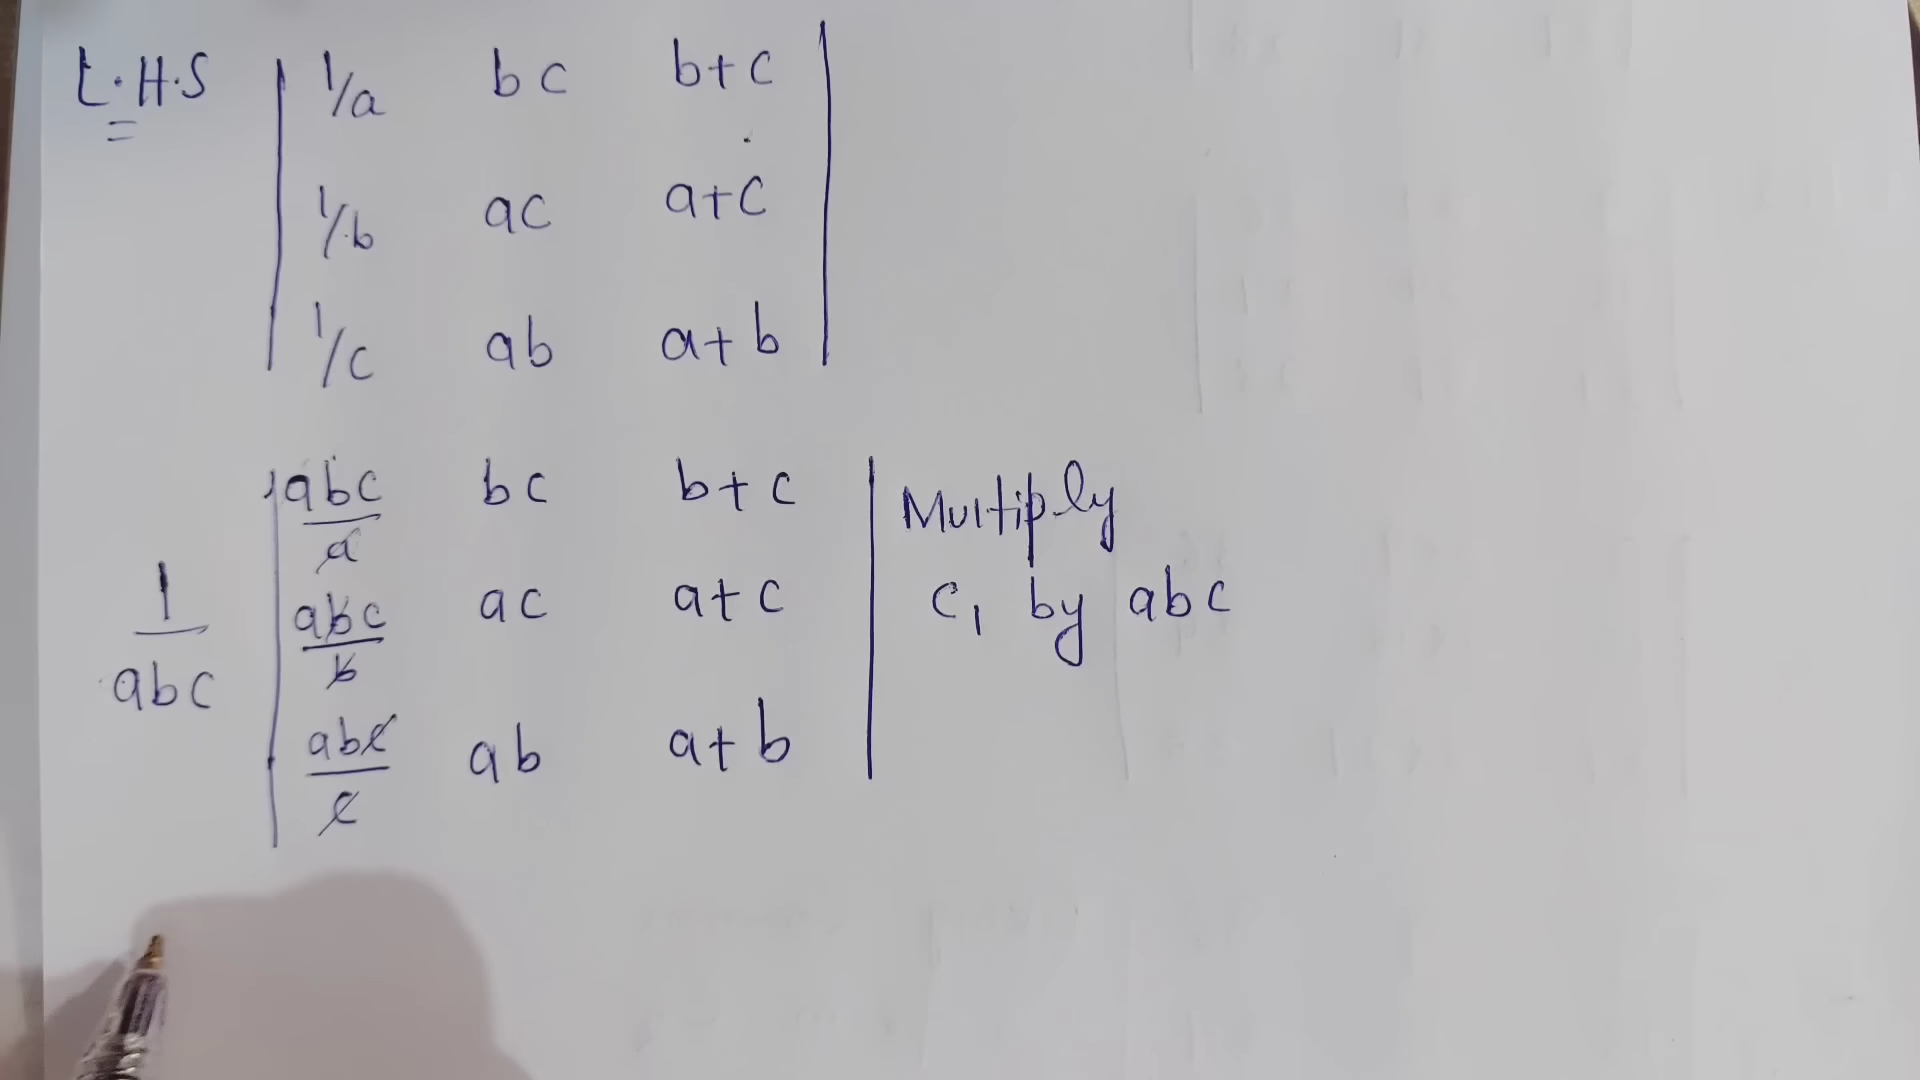 L.H.S | 1/a bc b+c |
1/b ac a+c
1/c ab a+b
abc/a bc b+c | Multiply
1/abc | abc/b ac a+c | C1 by abc
abc/c ab a+b